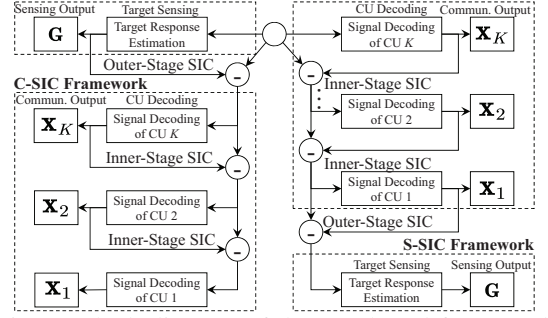 Sensing Output Target Sensing
G
Target Response
Estimation
Outer-Stage SIC
-
C-SIC Framework
Commun. Output CU Decoding
X_K
Signal Decoding
of CU K
Inner-Stage SIC
-
X_2
Signal Decoding
of CU 2
Inner-Stage SIC
-
X_1
Signal Decoding
of CU 1
CU Decoding Commun. Output
Signal Decoding
of CU K
X_K
-
Inner-Stage SIC
Signal Decoding
of CU 2
X_2
-
Inner-Stage SIC
Signal Decoding
of CU 1
X_1
-
Outer-Stage SIC
S-SIC Framework
Target Sensing Sensing Output
Target Response
Estimation
G